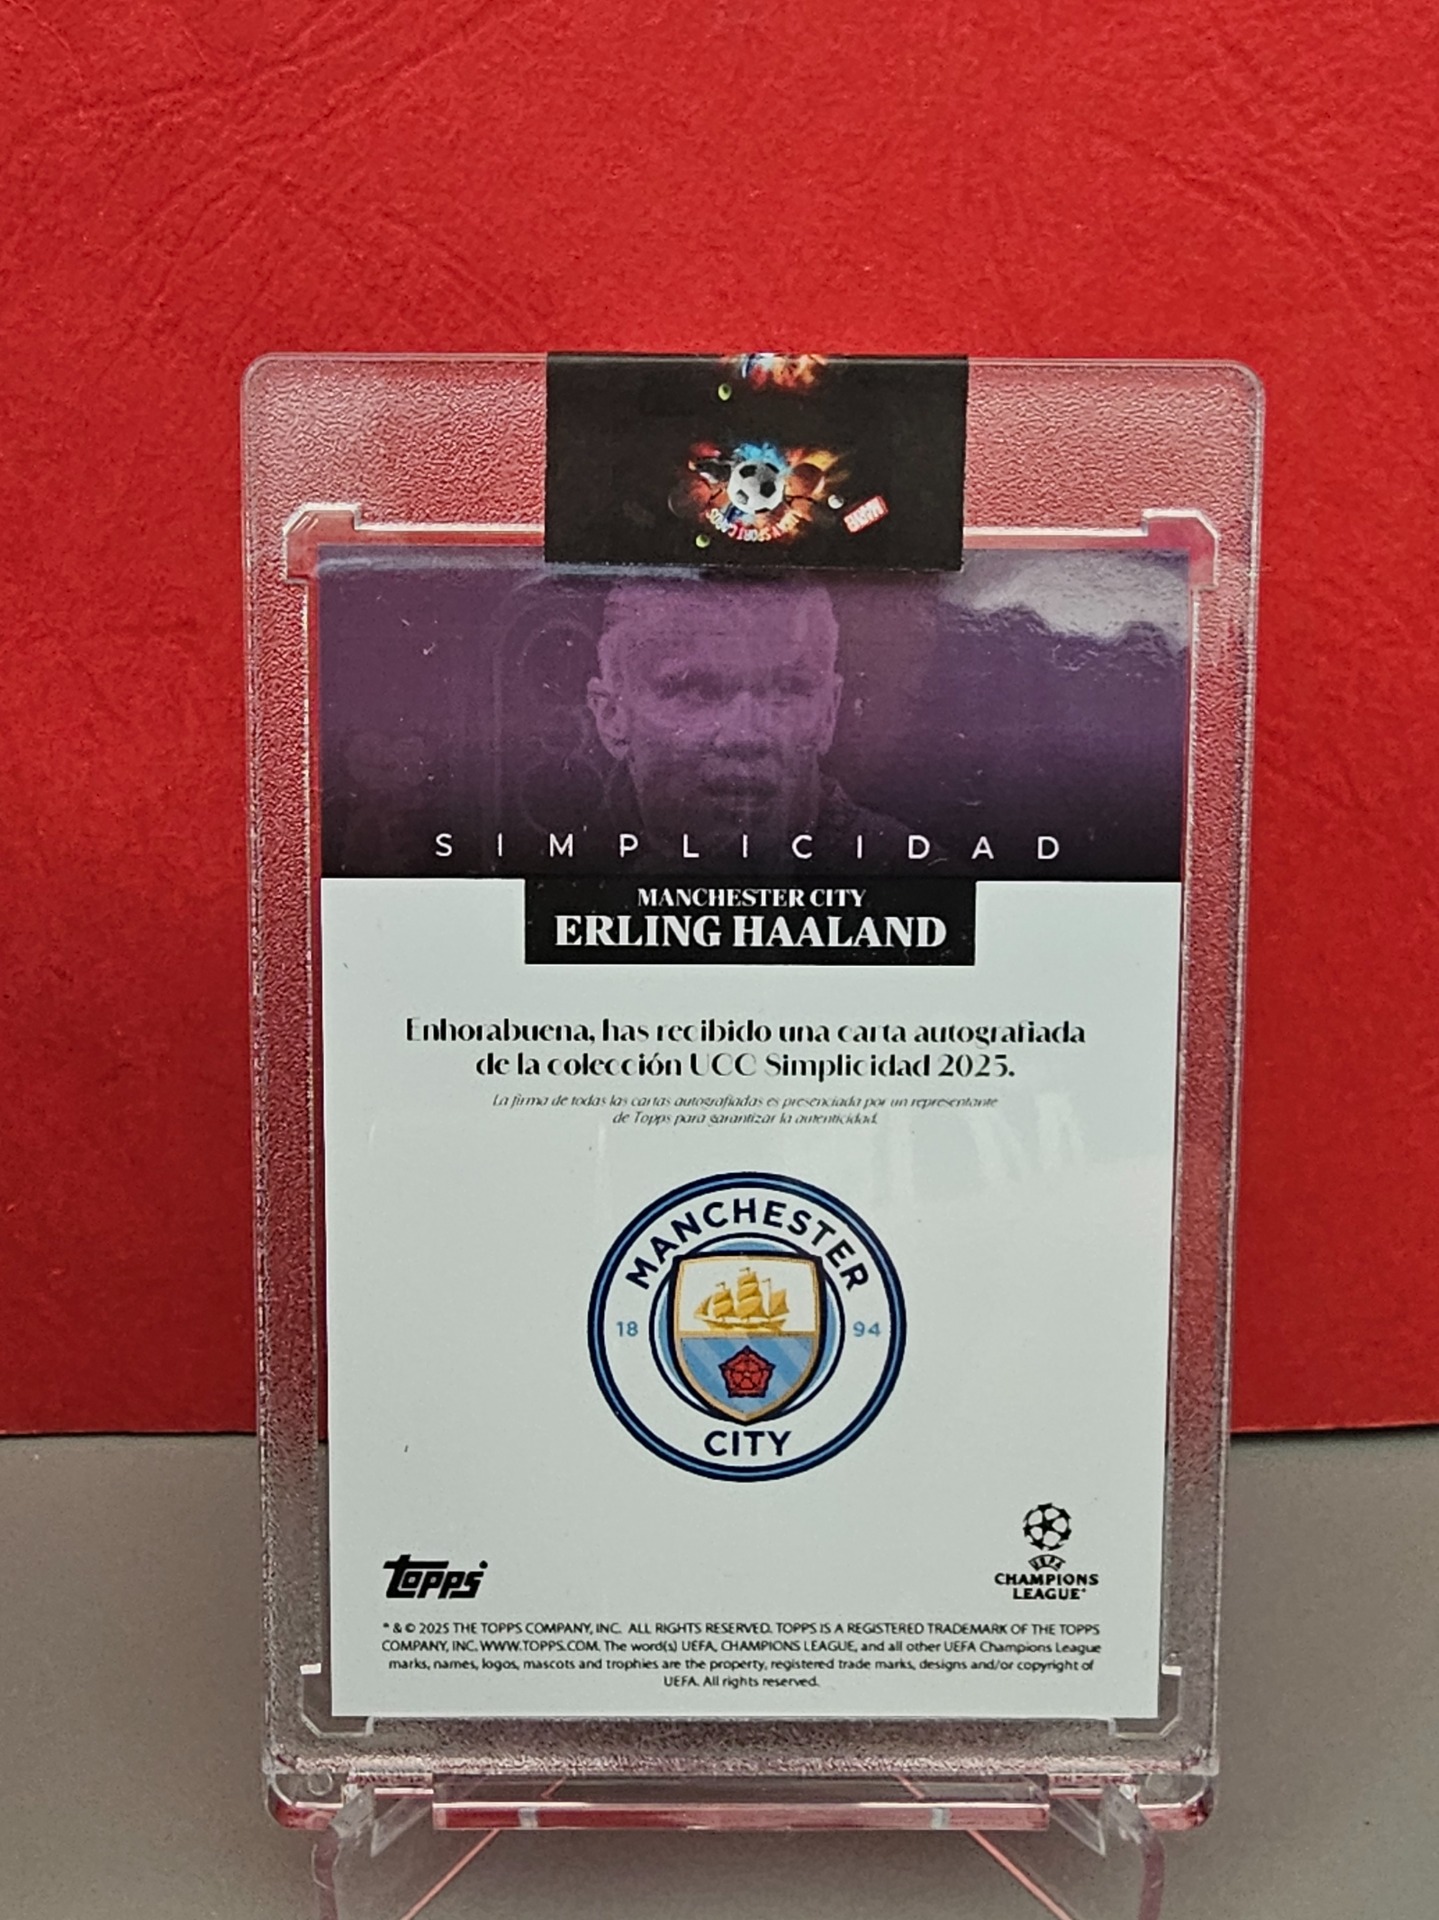 SIMPLICIDAD
MANCHESTER CITY
ERLING HAALAND
Enhorabuena, has recibido una carta autografiada
de la colección UCC Simplicidad 2025.
La firma de todas las cartas autografiadas es presenciada por un representante
de Topps para garantizar la autenticidad.
MANCHESTER
18 94
CITY
topps
UEFA
CHAMPIONS
LEAGUE
* & © 2025 THE TOPPS COMPANY, INC. ALL RIGHTS RESERVED. TOPPS IS A REGISTERED TRADEMARK OF THE TOPPS
COMPANY, INC. WWW.TOPPS.COM. The word(s) UEFA, CHAMPIONS LEAGUE, and all other UEFA Champions League
marks, names, logos, mascots and trophies are the property, registered trade marks, designs and/or copyright of
UEFA. All rights reserved.